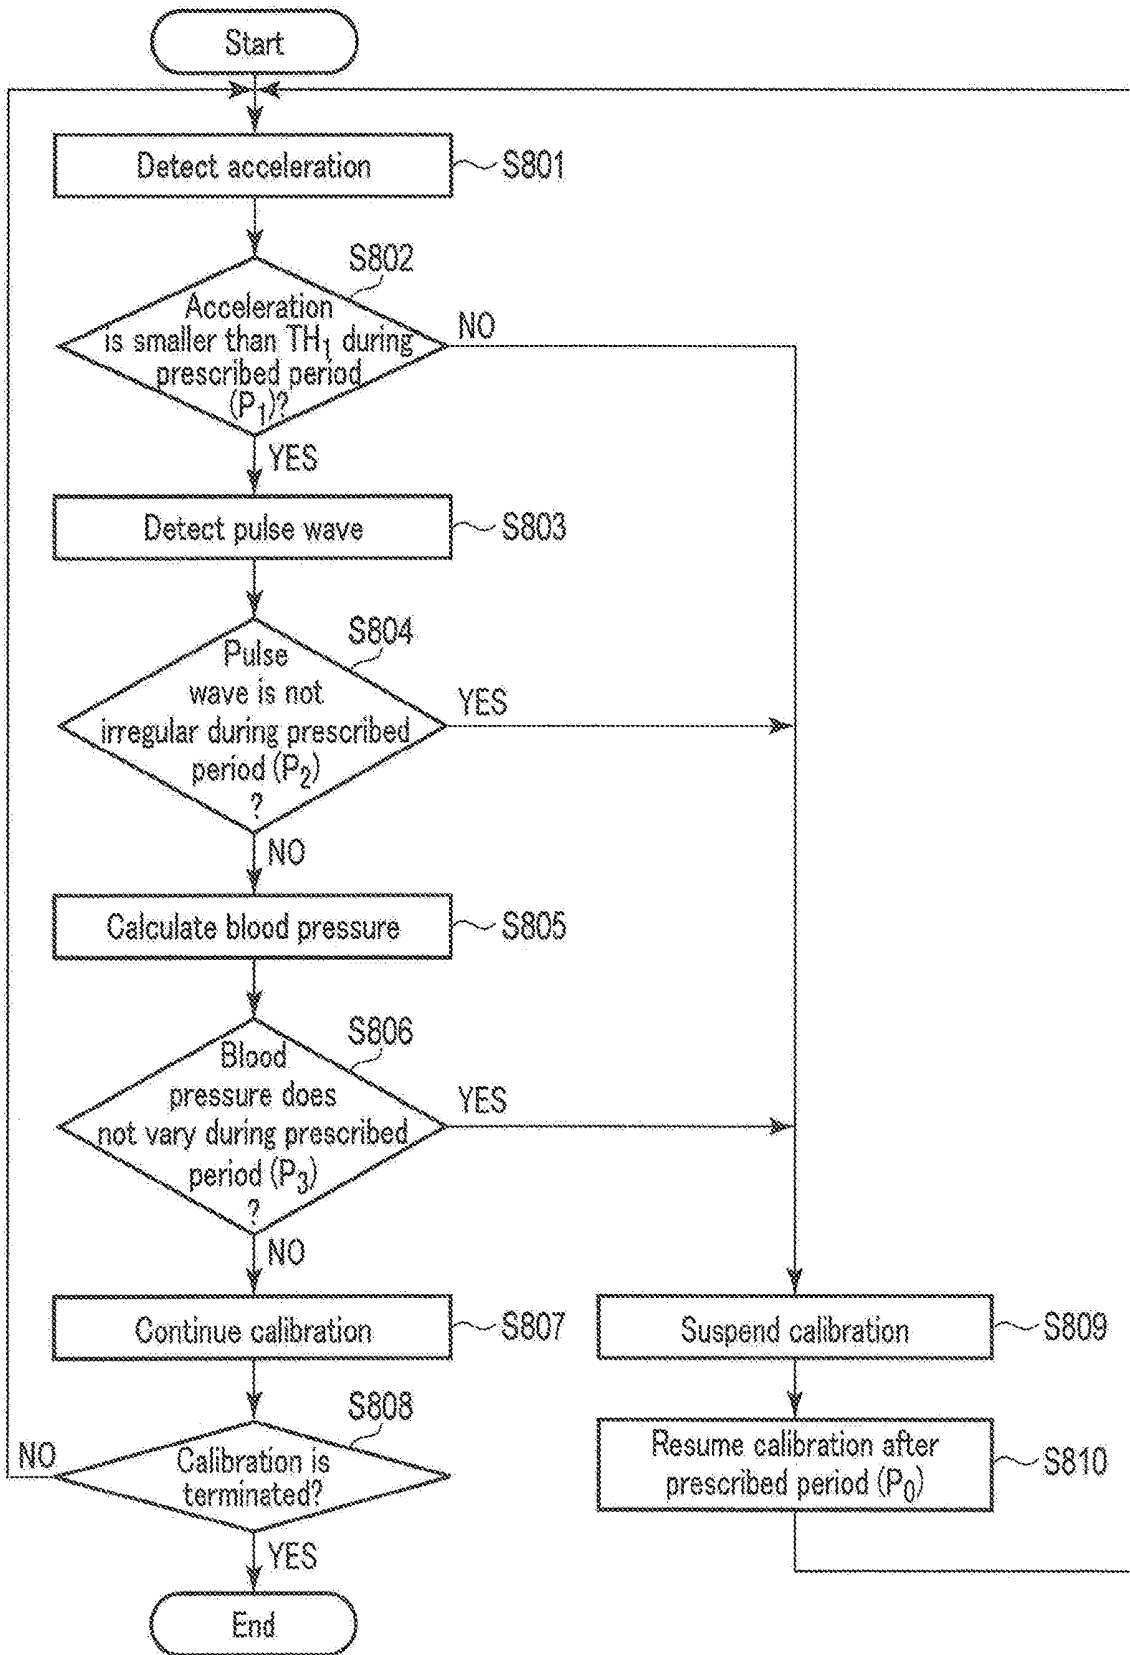 Start
Detect acceleration
S801
S802
Acceleration
is smaller than TH₁ during
prescribed period
(P₁)?
NO
YES
Detect pulse wave
S803
S804
Pulse
wave is not
irregular during prescribed
period (P₂)
?
YES
NO
Calculate blood pressure
S805
S806
Blood
pressure does
not vary during prescribed
period (P₃)
?
YES
NO
Continue calibration
S807
Suspend calibration
S809
S808
Calibration is
terminated?
NO
YES
Resume calibration after
prescribed period (P₀)
S810
End